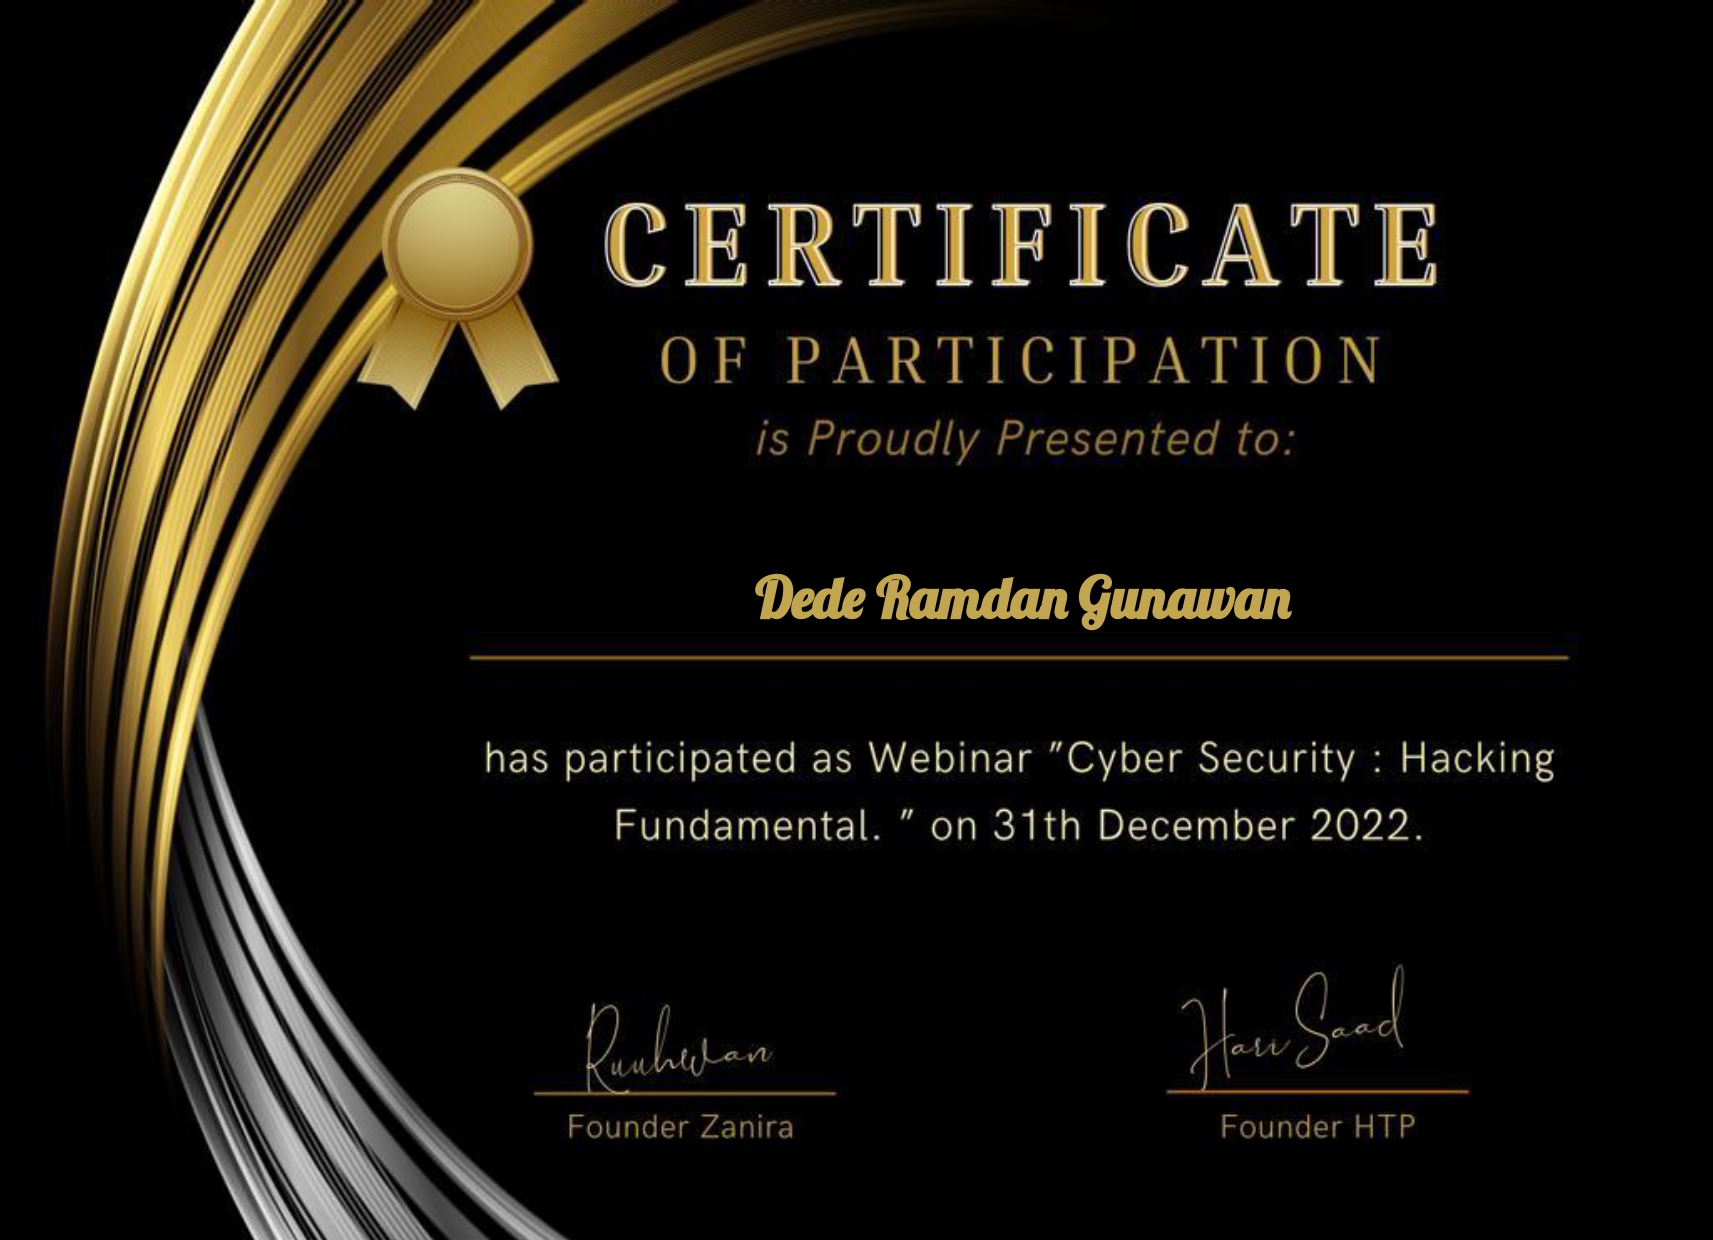 CERTIFICATE
OF PARTICIPATION
is Proudly Presented to:
Dede Ramdan Gunawan
has participated as Webinar "Cyber Security : Hacking
Fundamental. " on 31th December 2022.
Ruuhwan
Hari Saad
Founder Zanira
Founder HTP